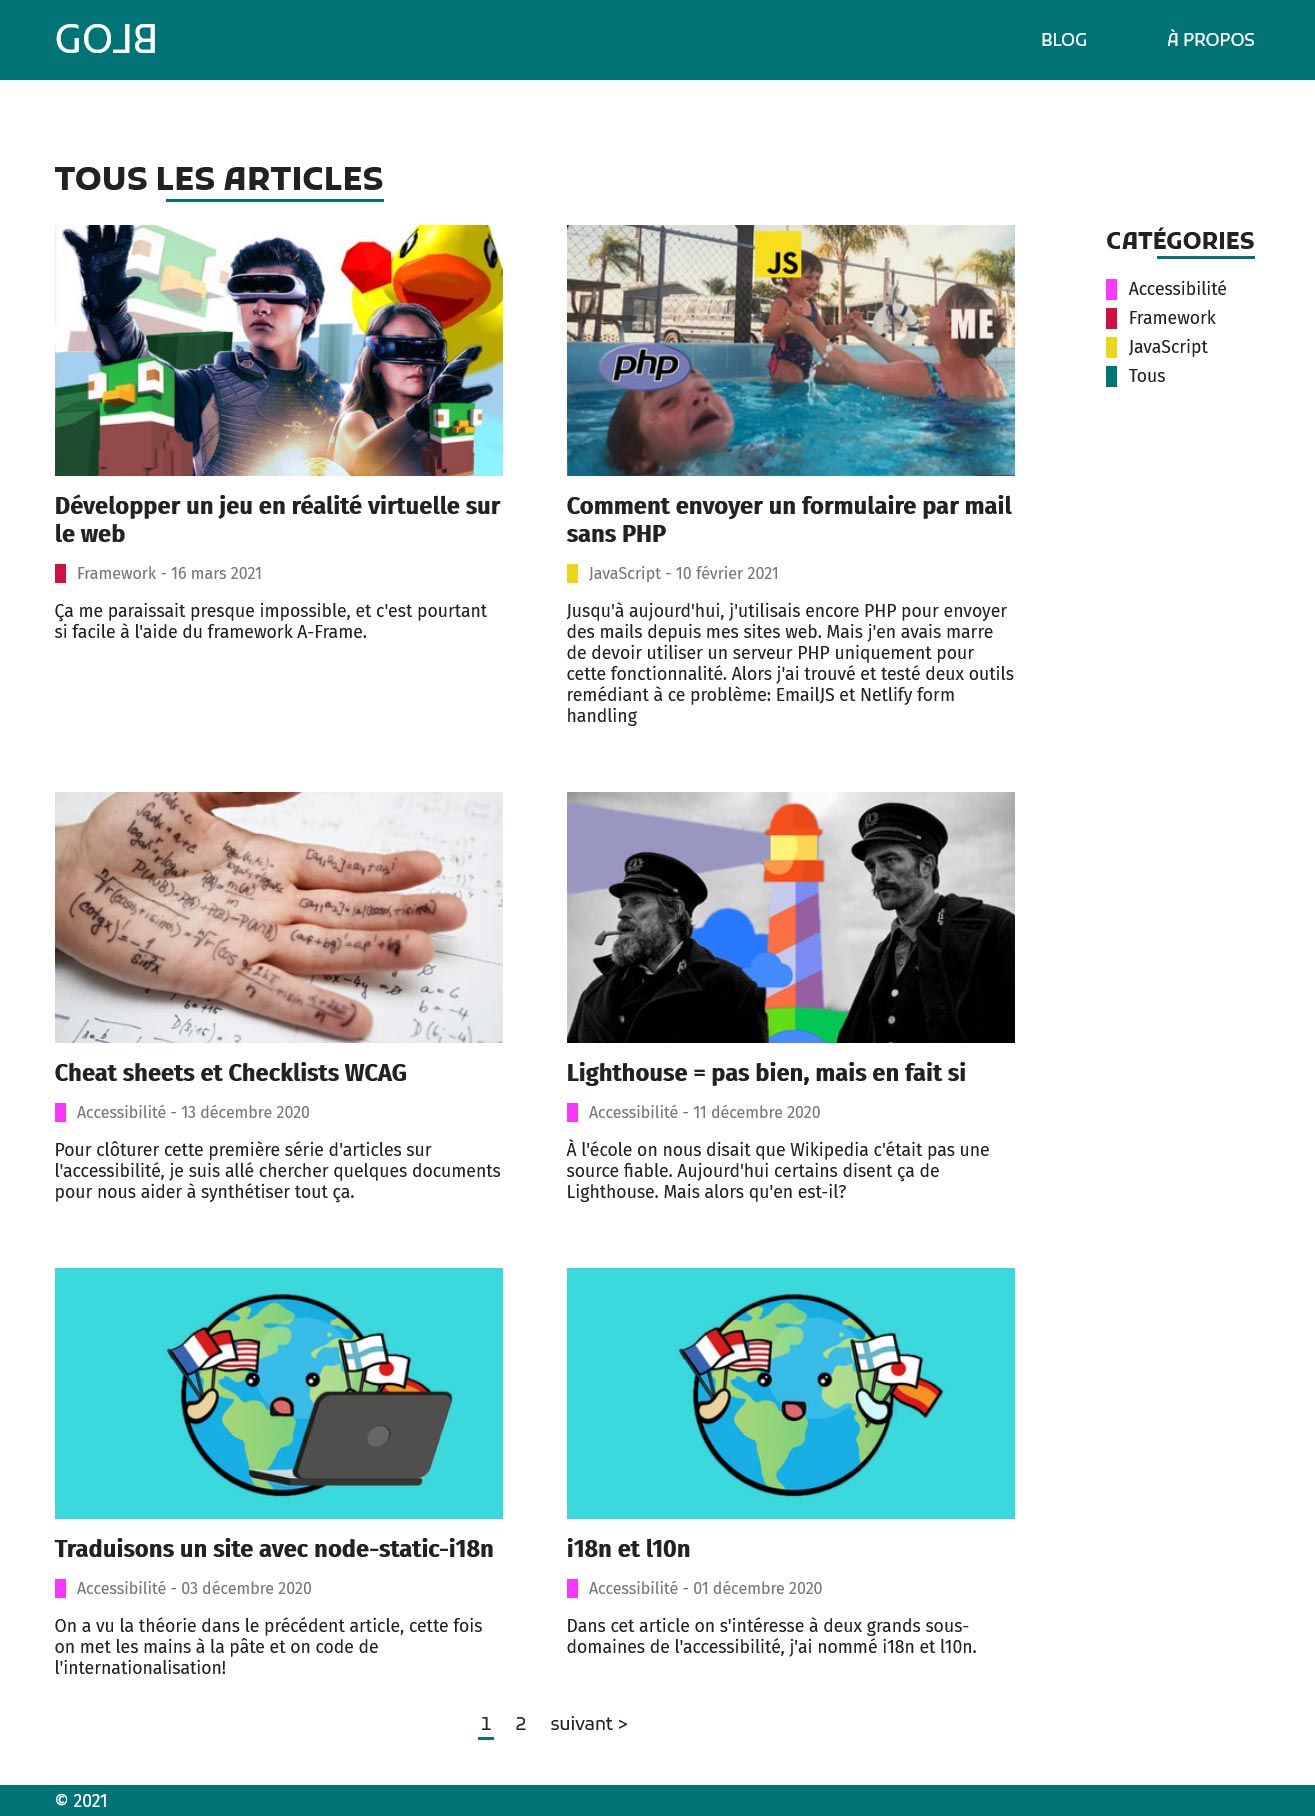 GOLB
BLOG
À PROPOS
TOUS LES ARTICLES
JS
ME
php
Développer un jeu en réalité virtuelle sur
le web
Framework - 16 mars 2021
Ça me paraissait presque impossible, et c'est pourtant
si facile à l'aide du framework A-Frame.
Comment envoyer un formulaire par mail
sans PHP
JavaScript - 10 février 2021
Jusqu'à aujourd'hui, j'utilisais encore PHP pour envoyer
des mails depuis mes sites web. Mais j'en avais marre
de devoir utiliser un serveur PHP uniquement pour
cette fonctionnalité. Alors j'ai trouvé et testé deux outils
remédiant à ce problème: EmailJS et Netlify form
handling
CATÉGORIES
Accessibilité
Framework
JavaScript
Tous
Cheat sheets et Checklists WCAG
Accessibilité - 13 décembre 2020
Pour clôturer cette première série d'articles sur
l'accessibilité, je suis allé chercher quelques documents
pour nous aider à synthétiser tout ça.
Lighthouse = pas bien, mais en fait si
Accessibilité - 11 décembre 2020
À l'école on nous disait que Wikipedia c'était pas une
source fiable. Aujourd'hui certains disent ça de
Lighthouse. Mais alors qu'en est-il?
Traduisons un site avec node-static-i18n
Accessibilité - 03 décembre 2020
On a vu la théorie dans le précédent article, cette fois
on met les mains à la pâte et on code de
l'internationalisation!
i18n et l10n
Accessibilité - 01 décembre 2020
Dans cet article on s'intéresse à deux grands sous-
domaines de l'accessibilité, j'ai nommé i18n et l10n.
1 2 suivant >
© 2021